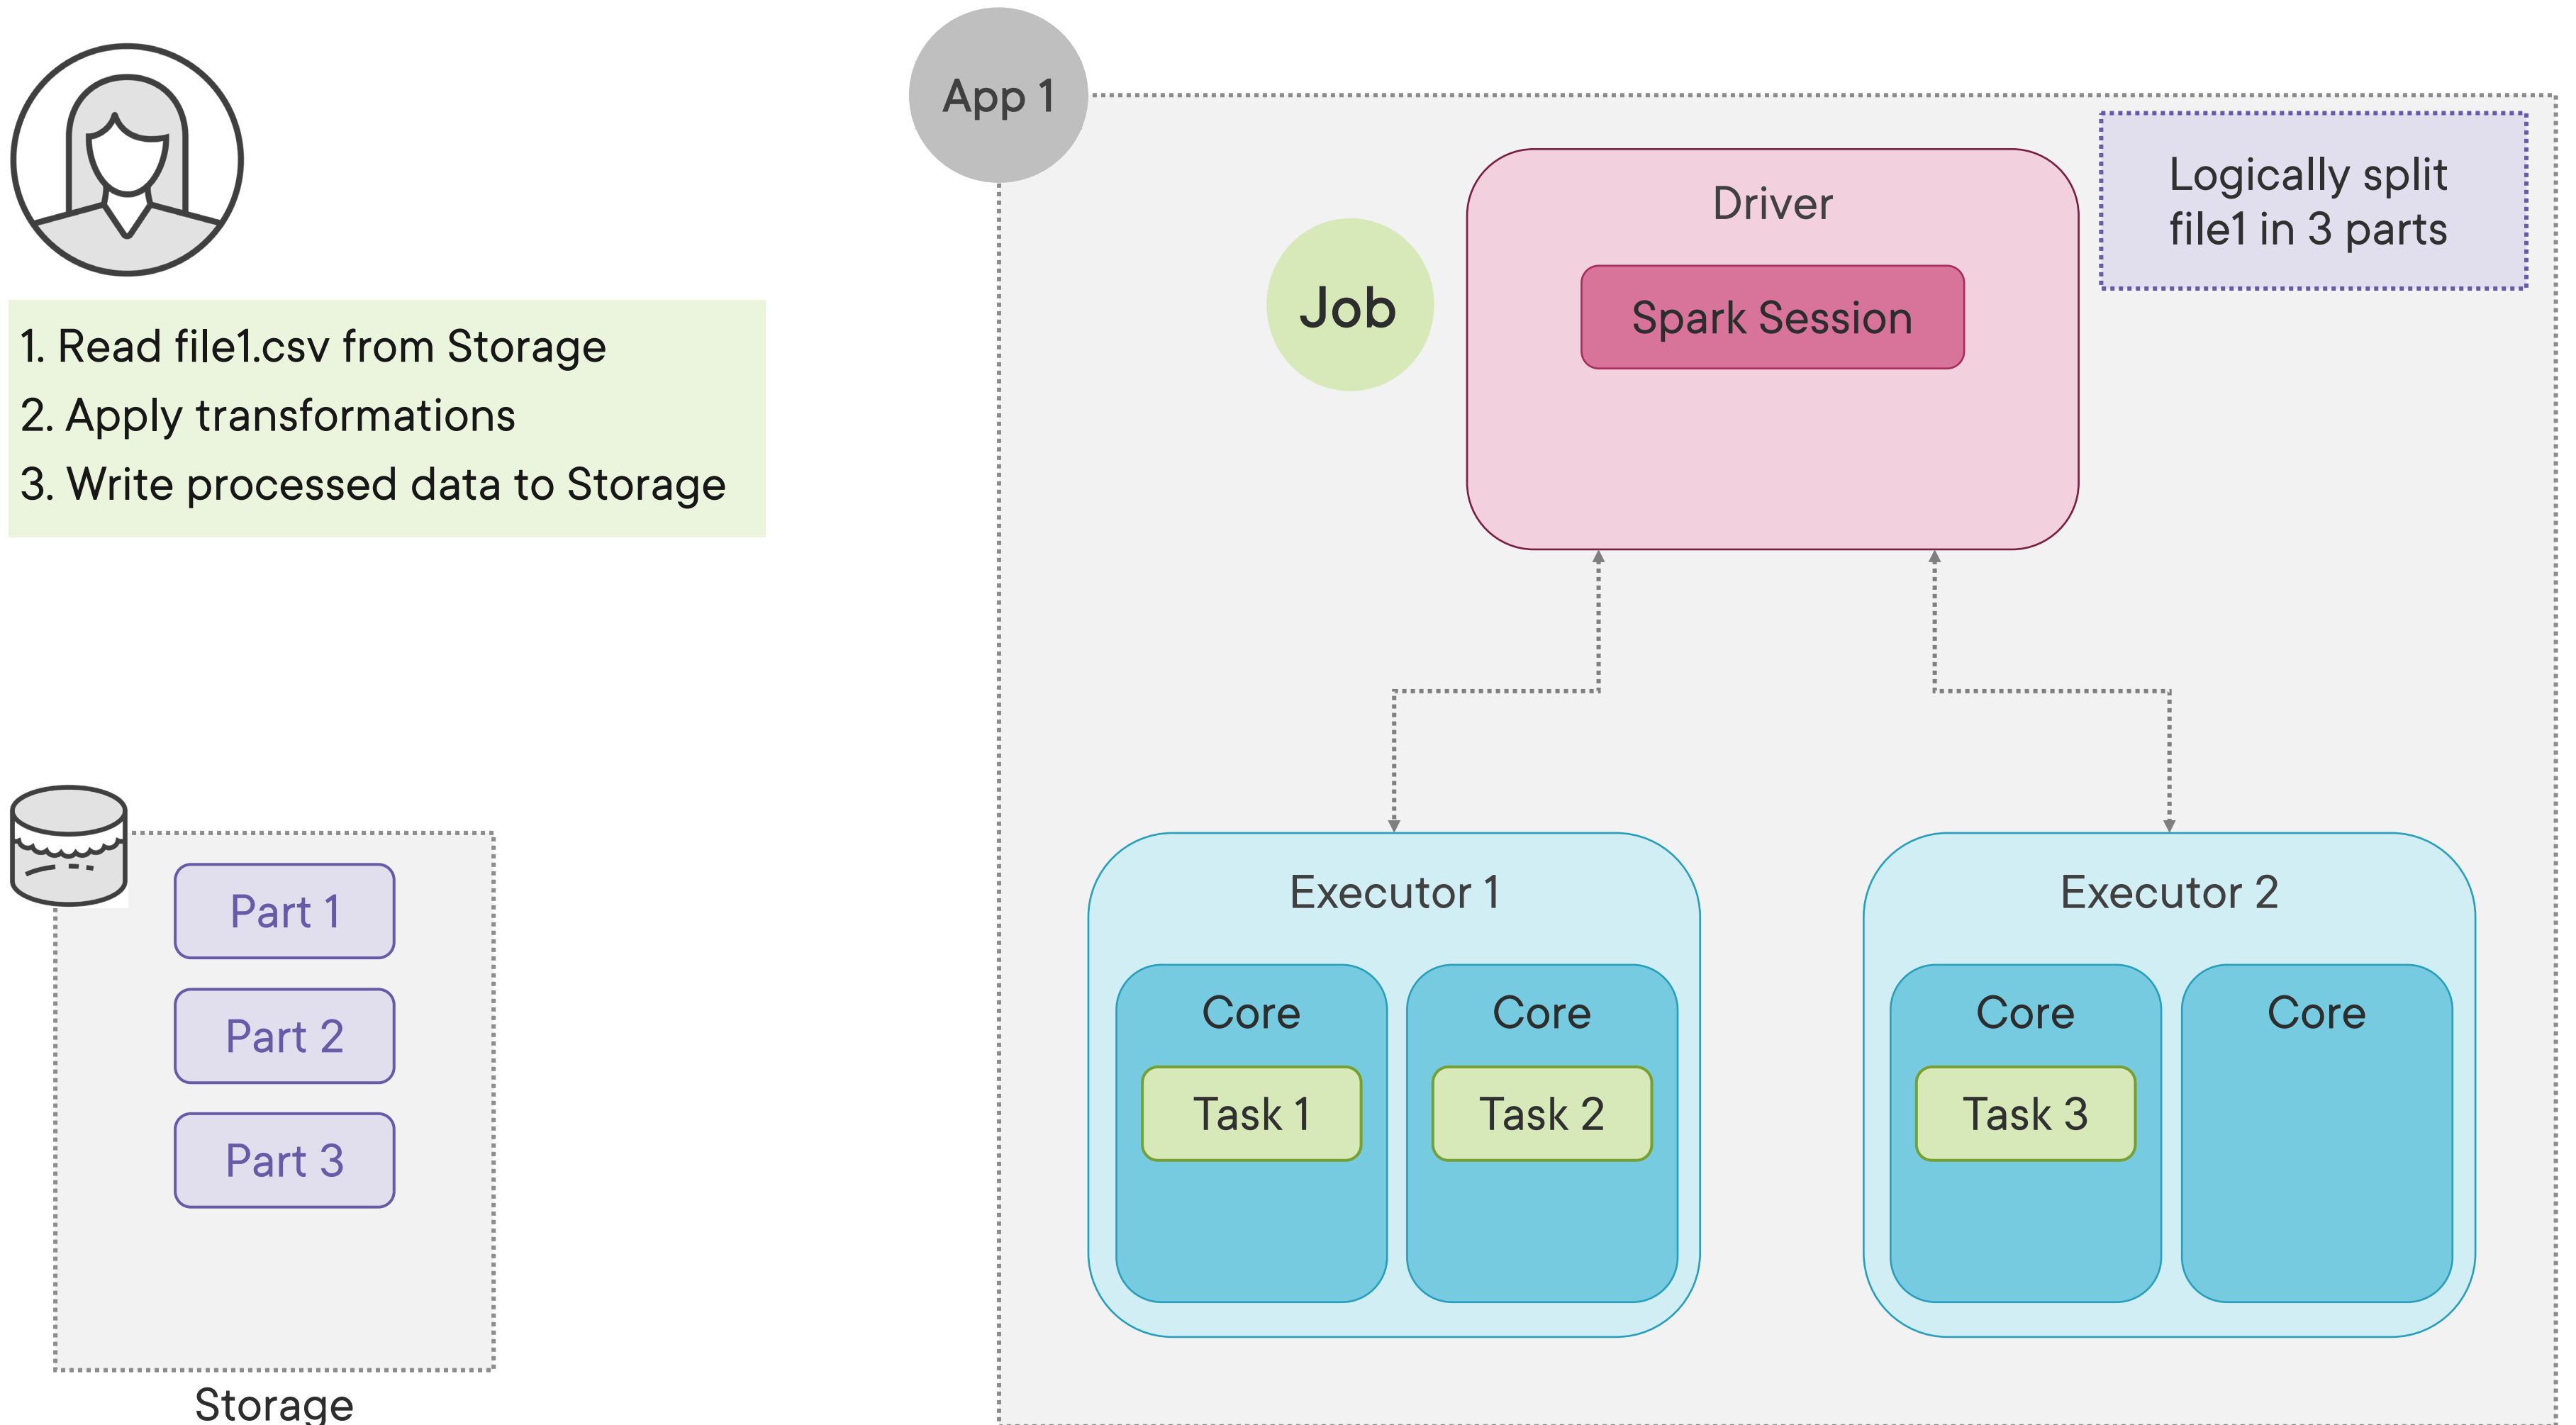 App 1
1. Read file1.csv from Storage
2. Apply transformations
3. Write processed data to Storage
Job
Driver
Spark Session
Logically split
file1 in 3 parts
Part 1
Part 2
Part 3
Storage
Executor 1
Core
Task 1
Core
Task 2
Executor 2
Core
Task 3
Core